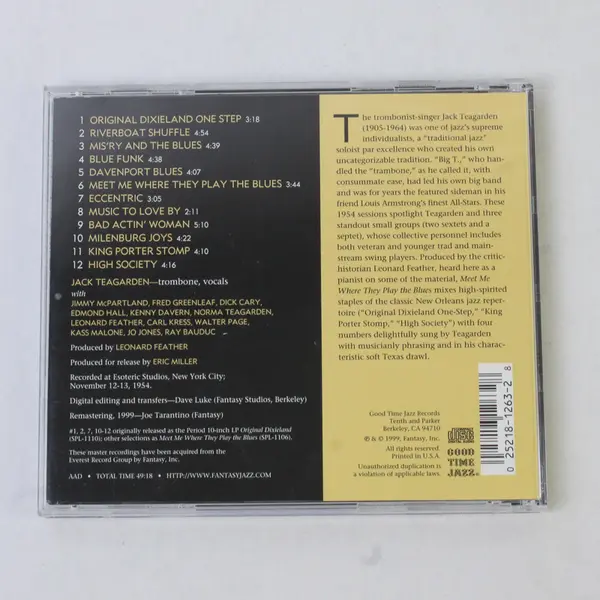 1 ORIGINAL DIXIELAND ONE STEP 3:18
2 RIVERBOAT SHUFFLE 4:54
3 MIS'RY AND THE BLUES 4:39
4 BLUE FUNK 4:38
5 DAVENPORT BLUES 4:07
6 MEET ME WHERE THEY PLAY THE BLUES 3:44
7 ECCENTRIC 3:05
8 MUSIC TO LOVE BY 2:11
9 BAD ACTIN' WOMAN 5:10
10 MILENBURG JOYS 4:22
11 KING PORTER STOMP 4:10
12 HIGH SOCIETY 4:16
JACK TEAGARDEN—trombone, vocals
with
JIMMY McPARTLAND, FRED GREENLEAF, DICK CARY,
EDMOND HALL, KENNY DAVERN, NORMA TEAGARDEN,
LEONARD FEATHER, CARL KRESS, WALTER PAGE,
KASS MALONE, JO JONES, RAY BAUDUC
Produced by LEONARD FEATHER
Produced for release by ERIC MILLER
Recorded at Esoteric Studios, New York City;
November 12-13, 1954.
Digital editing and transfers—Dave Luke (Fantasy Studios, Berkeley)
Remastering, 1999—Joe Tarantino (Fantasy)
#1, 2, 7, 10-12 originally released as the Period 10-inch LP Original Dixieland
(SPL-1110); other selections as Meet Me Where They Play the Blues (SPL-1106).
These master recordings have been acquired from the
Everest Record Group by Fantasy, Inc.
AAD • TOTAL TIME 49:18 • HTTP://WWW.FANTASYJAZZ.COM
The trombonist-singer Jack Teagarden
(1905-1964) was one of jazz's supreme
individualists, a "traditional jazz"
soloist par excellence who created his own
uncategorizable tradition. "Big T.," who han-
dled the "trambone," as he called it, with
consummate ease, had led his own big band
and was for years the featured sideman in his
friend Louis Armstrong's finest All-Stars. These
1954 sessions spotlight Teagarden and three
standout small groups (two sextets and a
septet), whose collective personnel includes
both veteran and younger trad and main-
stream swing players. Produced by the critic-
historian Leonard Feather, heard here as a
pianist on some of the material, Meet Me
Where They Play the Blues mixes high-spirited
staples of the classic New Orleans jazz reper-
toire ("Original Dixieland One-Step," "King
Porter Stomp," "High Society") with four
numbers delightfully sung by Teagarden
with musicianly phrasing and in his char-
acteristic soft Texas drawl.
Good Time Jazz Records
Tenth and Parker
Berkeley, CA 94710
℗ & © 1999, Fantasy, Inc.
All rights reserved.
Printed in U.S.A.
Unauthorized duplication is
a violation of applicable laws.
GOOD
TIME
JAZZ
0 25218-1263-2 8